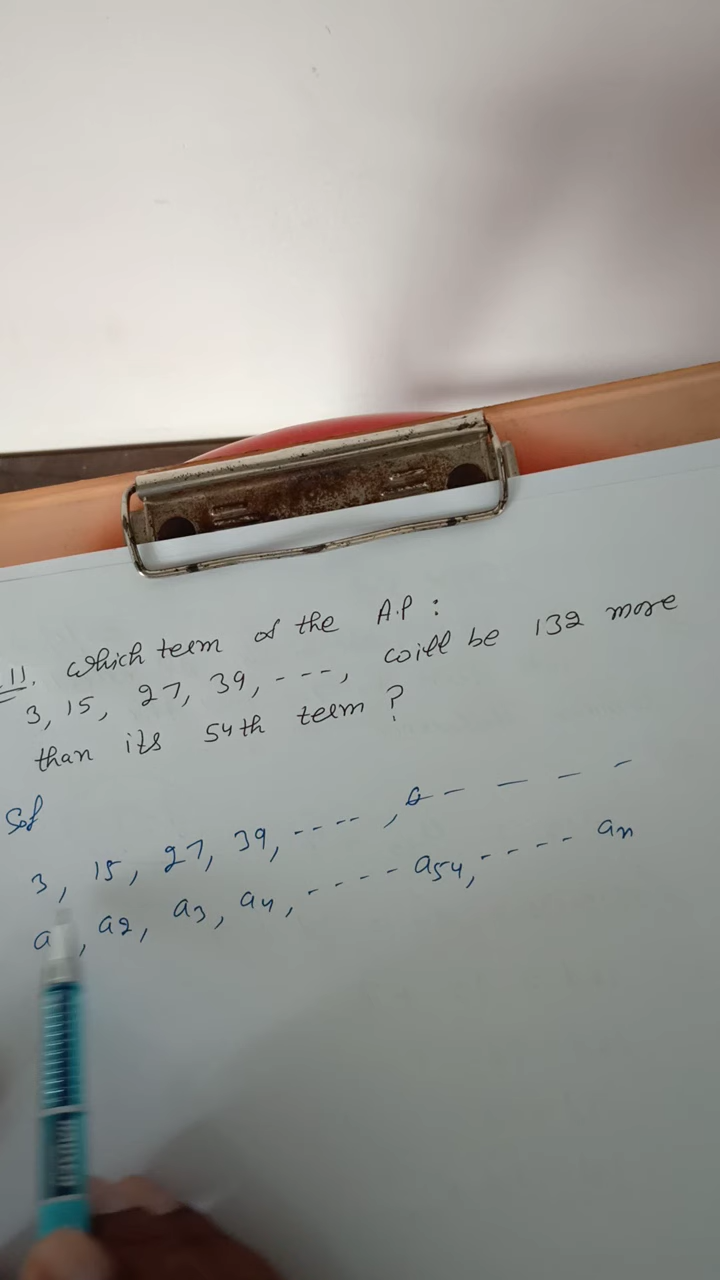 11. Which term of the A.P :
3, 15, 27, 39, ---, will be 132 more
than its 54th term ?
Sol
3, 15, 27, 39, ----, a- - - -
a, a2, a3, a4, ---- a54, ---- an